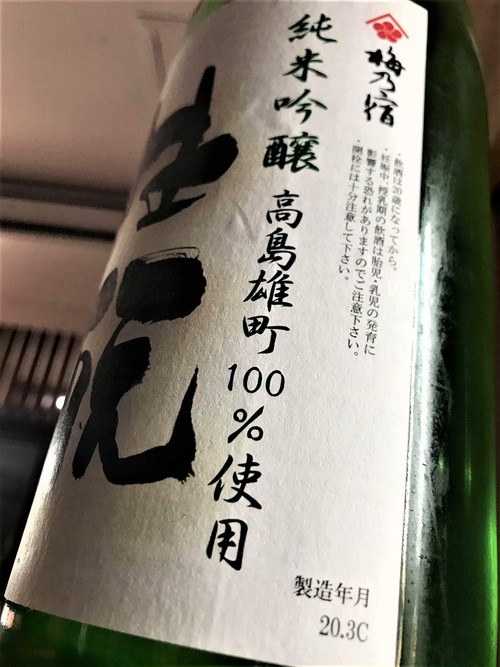 梅乃宿
・飲酒は20歳になってから。
・妊娠中・授乳期の飲酒は胎児・乳児の発育に
影響する恐れがありますのでご注意下さい。
・開栓には十分注意して下さい。
純米吟醸
高島雄町100%使用
製造年月
20.3C